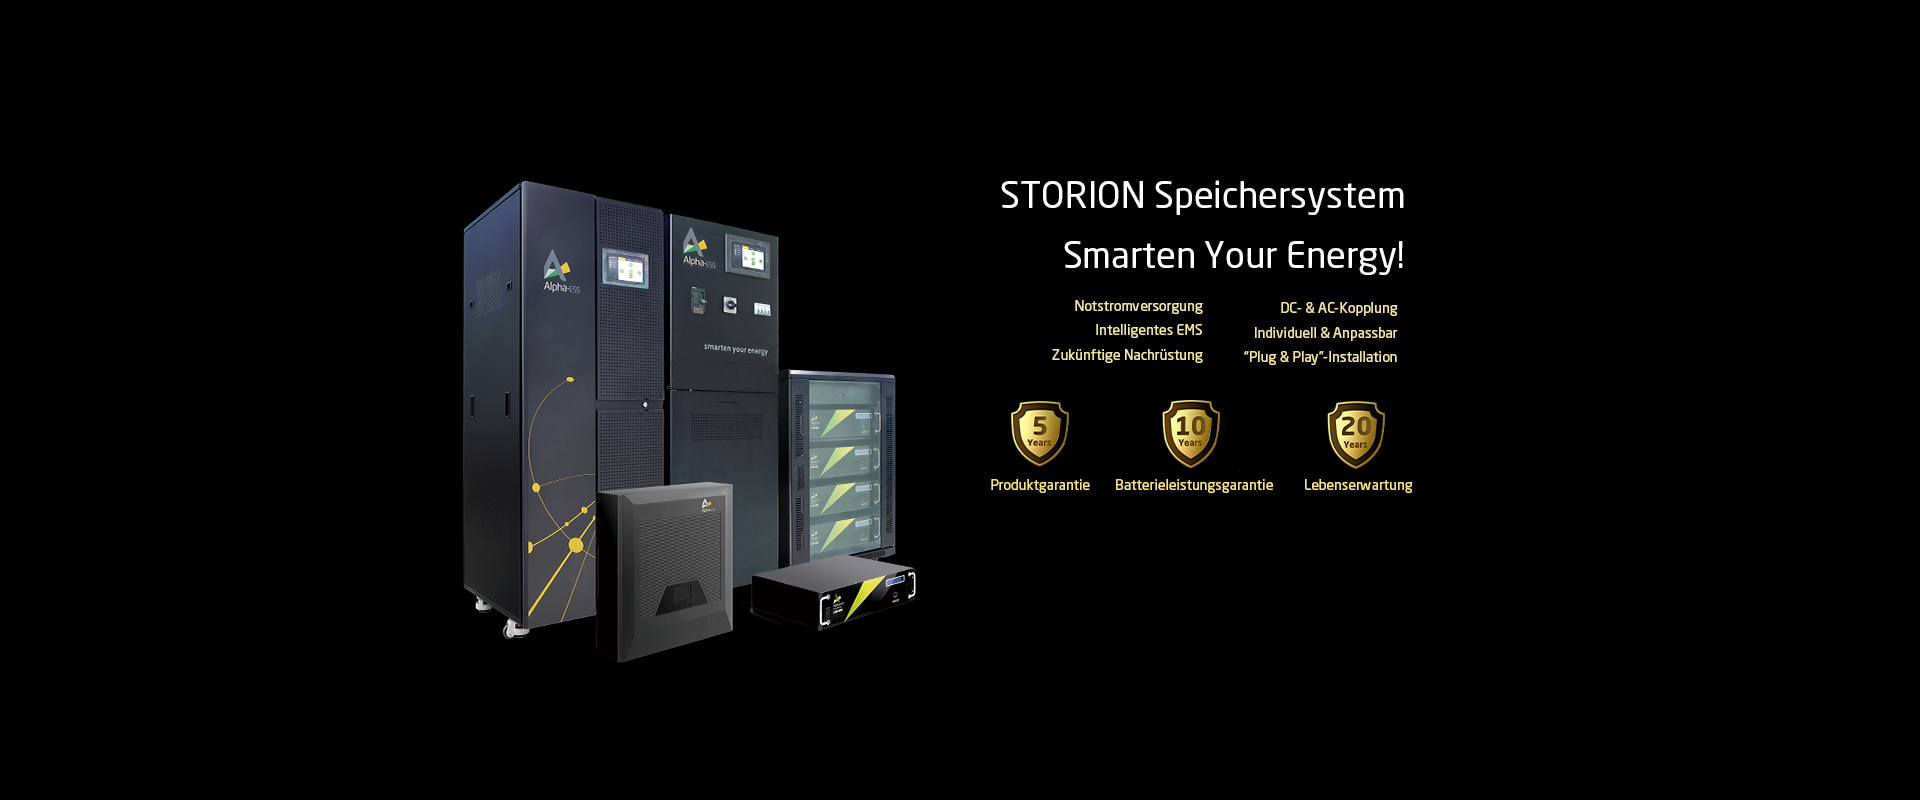 STORION Speichersystem
Smarten Your Energy!
Notstromversorgung
Intelligentes EMS
Zukünftige Nachrüstung
DC- & AC-Kopplung
Individuell & Anpassbar
"Plug & Play"-Installation
5
Years
Produktgarantie
10
Years
Batterieleistungsgarantie
20
Years
Lebenserwartung
Alpha-ESS
Alpha-ESS
smarten your energy